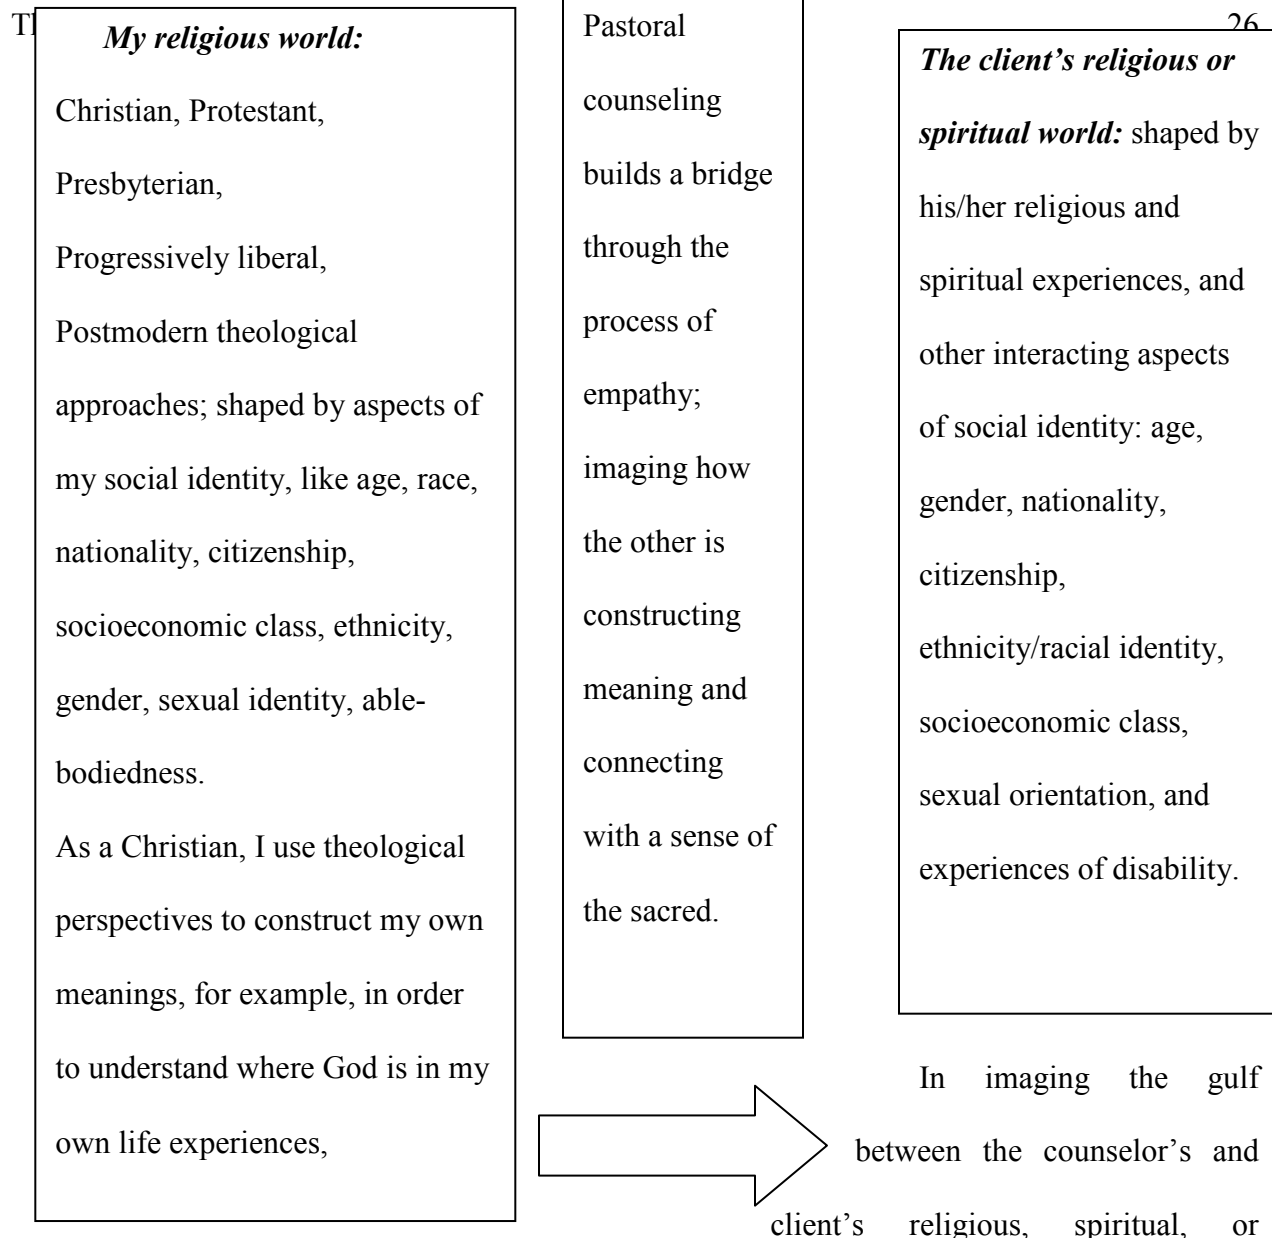 26
My religious world:
Christian, Protestant,
Presbyterian,
Progressively liberal,
Postmodern theological
approaches; shaped by aspects of
my social identity, like age, race,
nationality, citizenship,
socioeconomic class, ethnicity,
gender, sexual identity, able-
bodiedness.
As a Christian, I use theological
perspectives to construct my own
meanings, for example, in order
to understand where God is in my
own life experiences,
Pastoral
counseling
builds a bridge
through the
process of
empathy;
imaging how
the other is
constructing
meaning and
connecting
with a sense of
the sacred.
The client’s religious or
spiritual world: shaped by
his/her religious and
spiritual experiences, and
other interacting aspects
of social identity: age,
gender, nationality,
citizenship,
ethnicity/racial identity,
socioeconomic class,
sexual orientation, and
experiences of disability.
In imaging the gulf
between the counselor’s and
client’s religious, spiritual, or